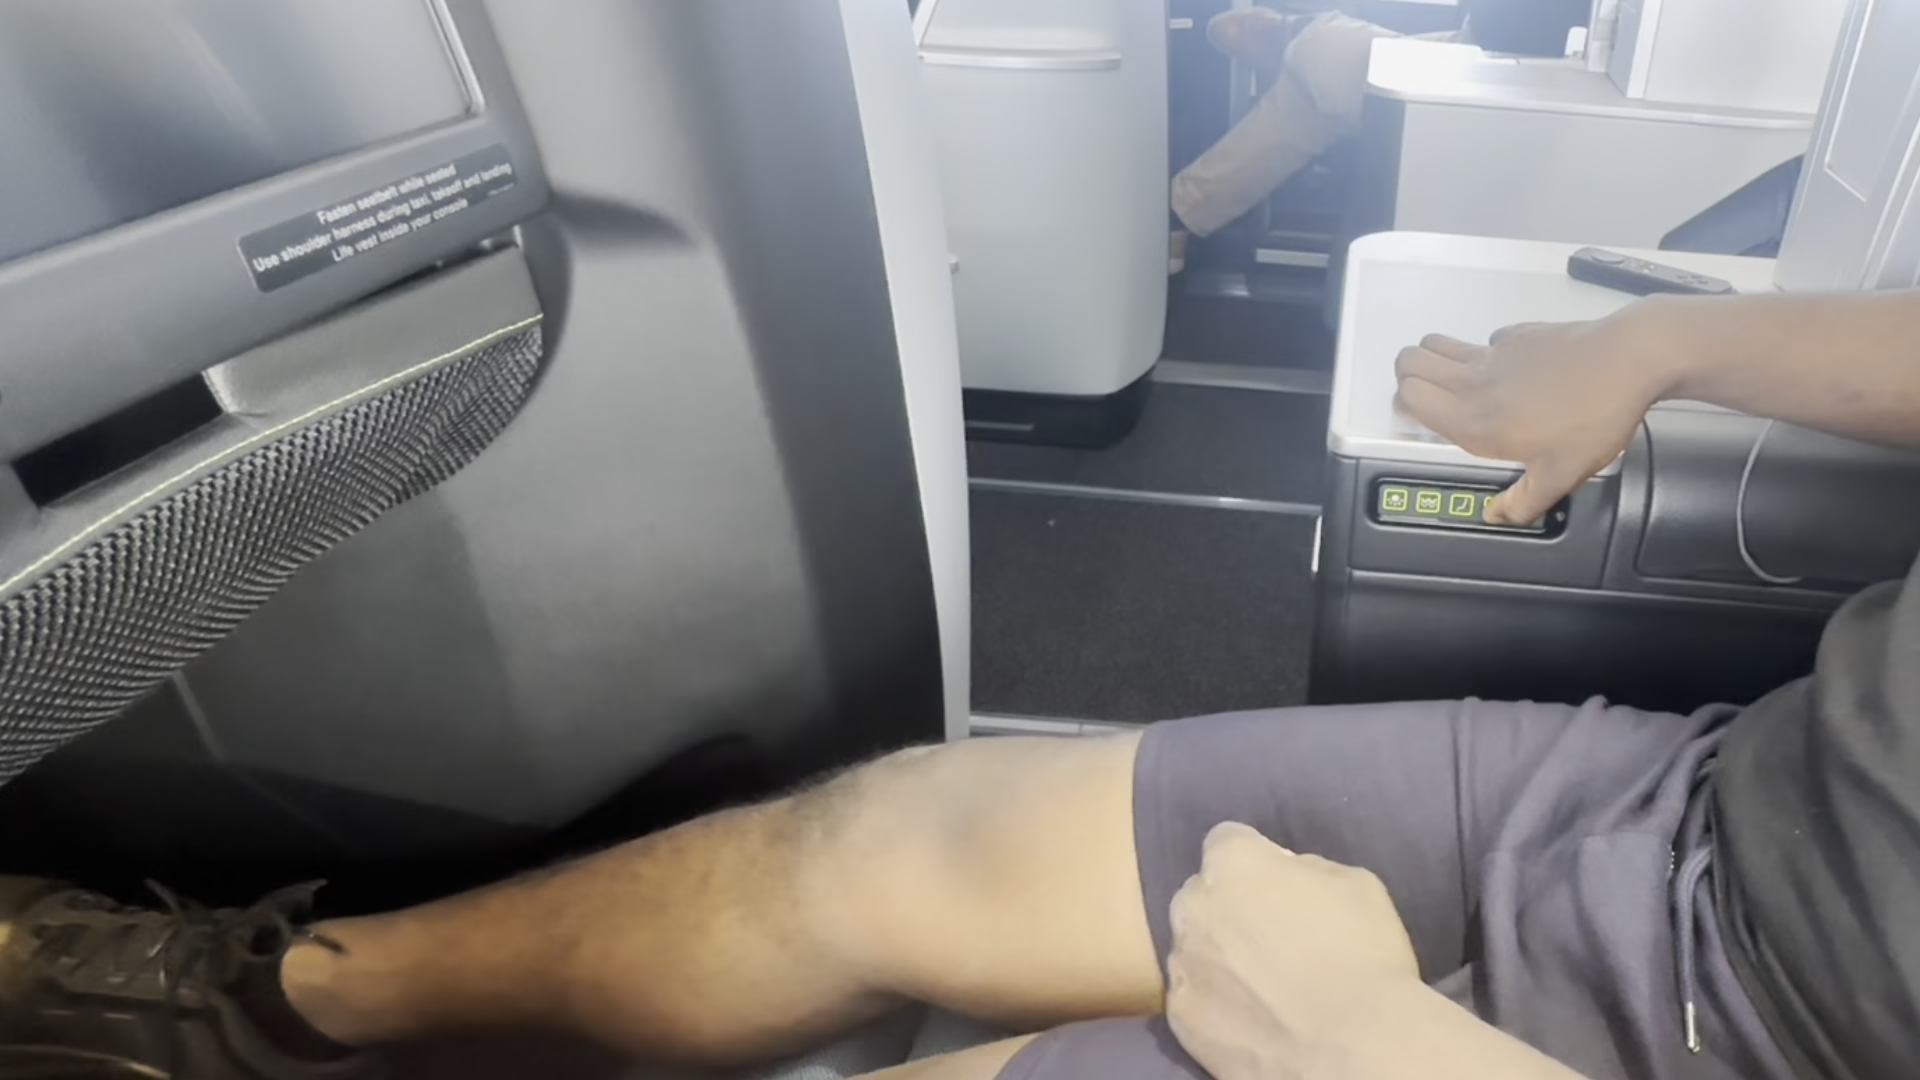 Fasten seatbelt while seated
Use shoulder harness during taxi, takeoff and landing
Life vest inside your console